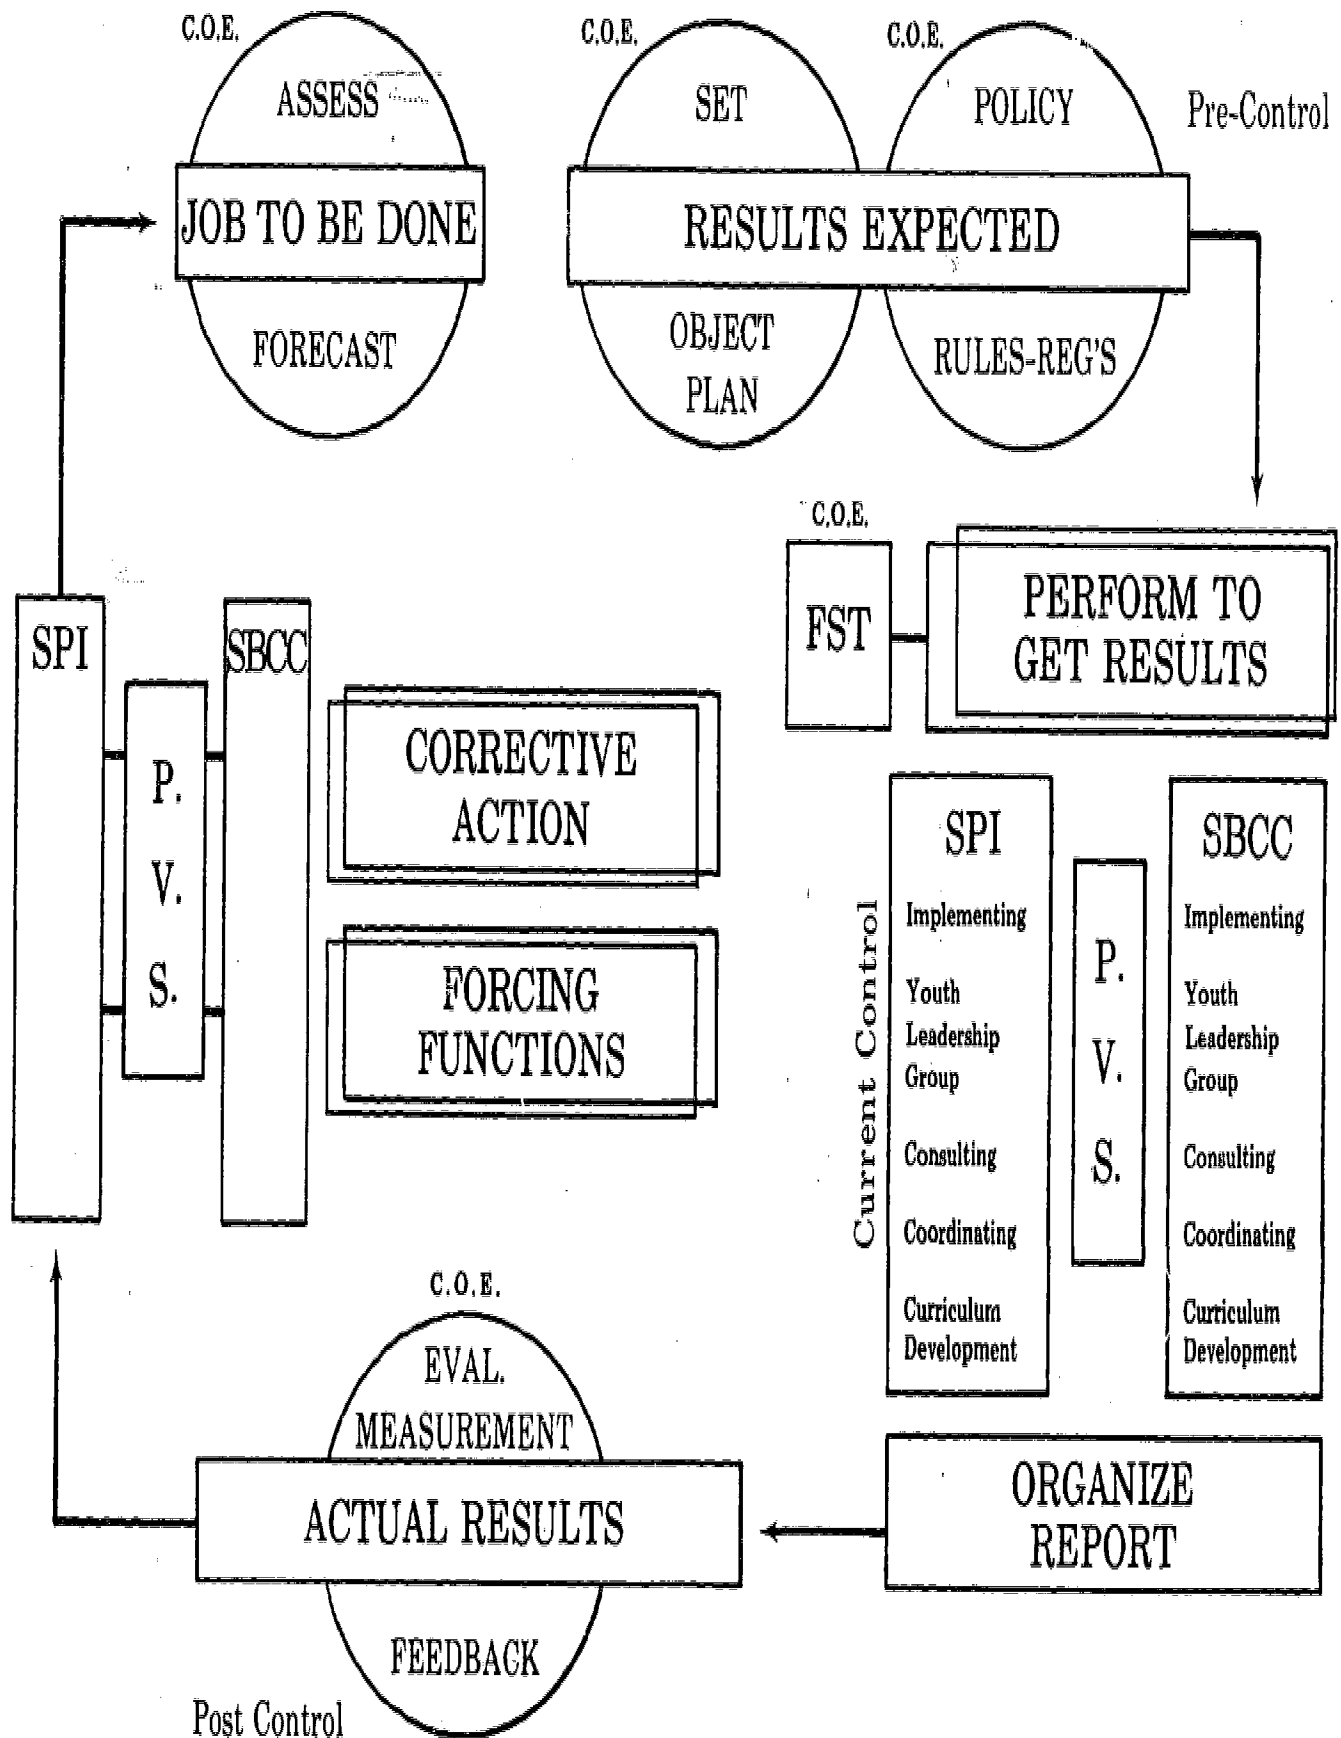 C.O.E.
ASSESS
JOB TO BE DONE
FORECAST
C.O.E.
SET
C.O.E.
POLICY
Pre-Control
RESULTS EXPECTED
OBJECT
PLAN
RULES-REG'S
C.O.E.
FST
PERFORM TO
GET RESULTS
SPI
P.
V.
S.
SBCC
CORRECTIVE
ACTION
FORCING
FUNCTIONS
Current Control
SPI
Implementing
Youth
Leadership
Group
Consulting
Coordinating
Curriculum
Development
P.
V.
S.
SBCC
Implementing
Youth
Leadership
Group
Consulting
Coordinating
Curriculum
Development
ORGANIZE
REPORT
C.O.E.
EVAL.
MEASUREMENT
ACTUAL RESULTS
FEEDBACK
Post Control